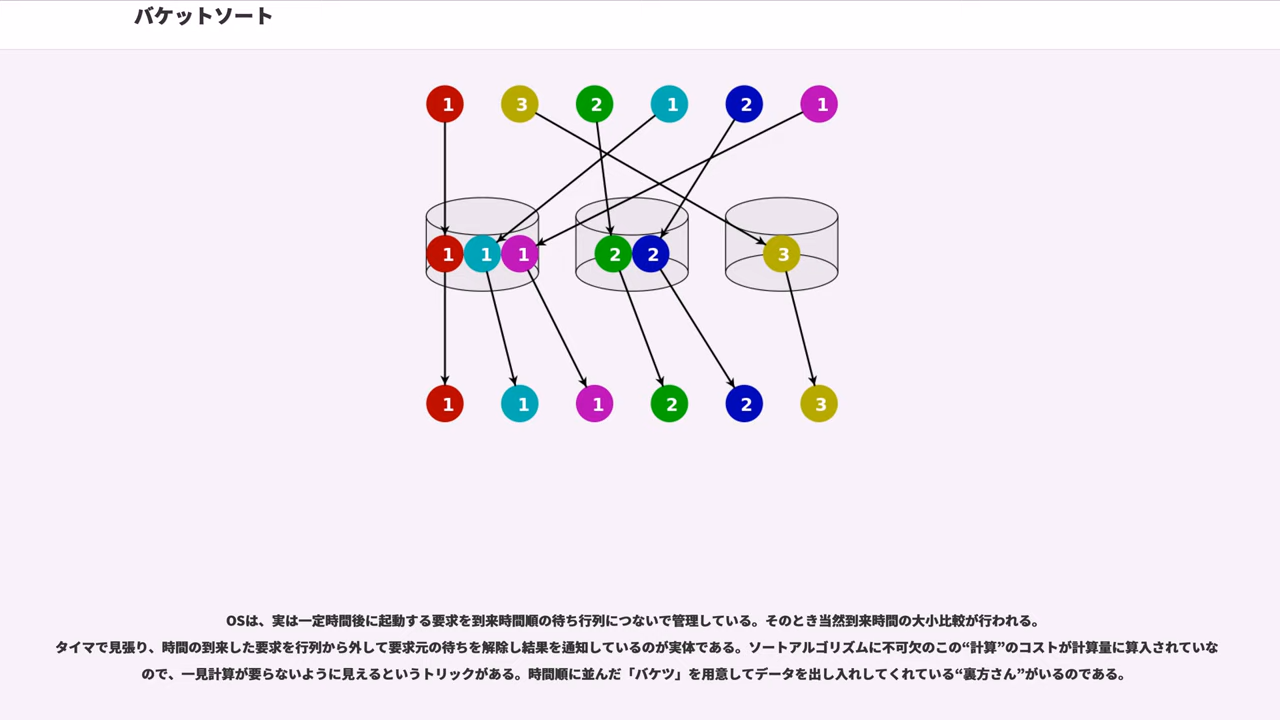 バケットソート
1 3 2 1 2 1
1 1 1 2 2 3
1 1 1 2 2 3
OSは、実は一定時間後に起動する要求を到来時間順の待ち行列につないで管理している。そのとき当然到来時間の大小比較が行われる。
タイマで見張り、時間の到来した要求を行列から外して要求元の待ちを解除し結果を通知しているのが実体である。ソートアルゴリズムに不可欠のこの“計算”のコストが計算量に算入されていな
ので、一見計算が要らないように見えるというトリックがある。時間順に並んだ「バケツ」を用意してデータを出し入れしてくれている“裏方さん”がいるのである。